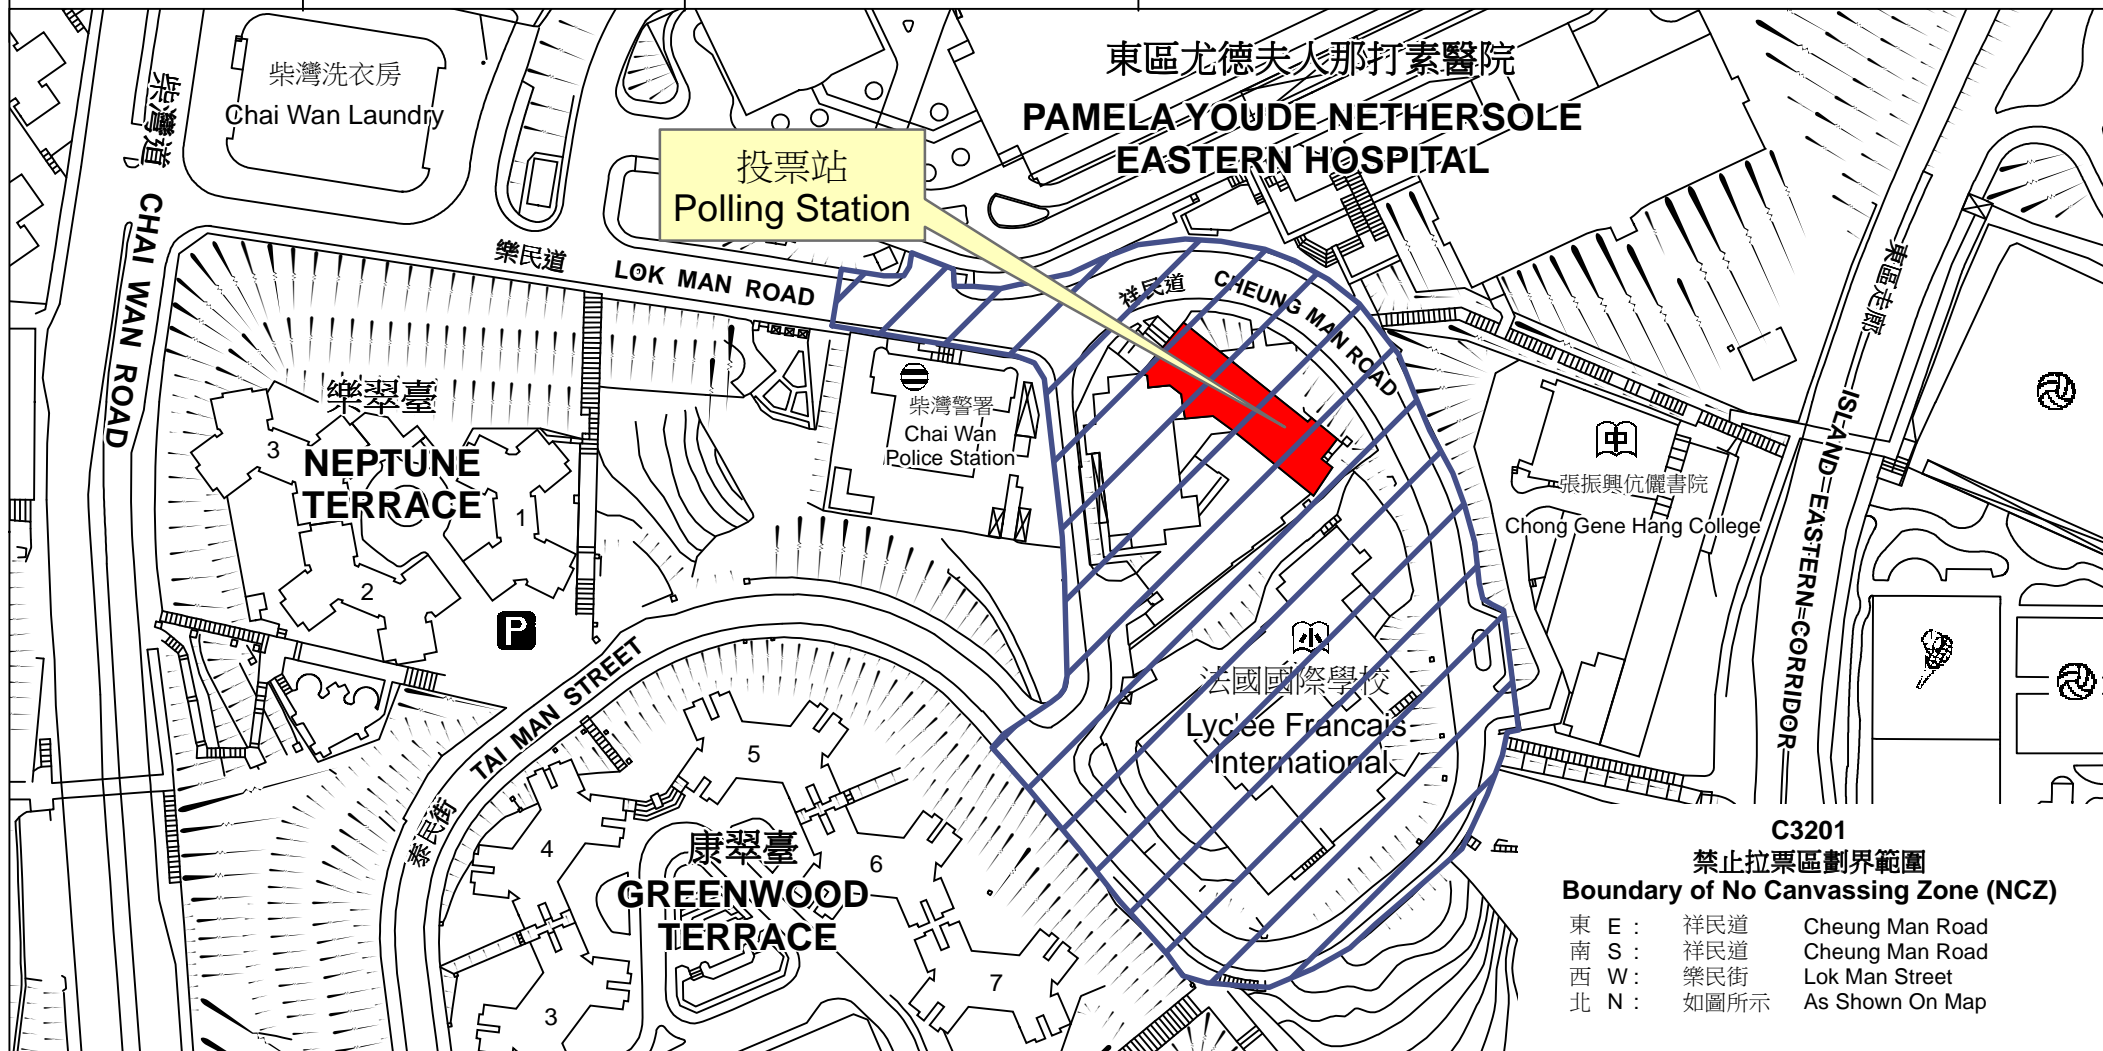 東區尤德夫人那打素醫院
PAMELA YOUDE NETHERSOLE
EASTERN HOSPITAL
柴灣洗衣房
Chai Wan Laundry
柴灣道
CHAI WAN ROAD
投票站
Polling Station
樂民道
LOK MAN ROAD
祥民道
CHEUNG MAN ROAD
東區走廊
ISLAND EASTERN CORRIDOR
樂翠臺
NEPTUNE
TERRACE
3
1
2
P
柴灣警署
Chai Wan
Police Station
中
張振興伉儷書院
Chong Gene Hang College
小
法國國際學校
Lyc'ee Francais
International
TAI MAN STREET
泰民街
康翠臺
GREENWOOD
TERRACE
5
4
6
7
3
C3201
禁止拉票區劃界範圍
Boundary of No Canvassing Zone (NCZ)
東 E : 祥民道 Cheung Man Road
南 S : 祥民道 Cheung Man Road
西 W : 樂民街 Lok Man Street
北 N : 如圖所示 As Shown On Map